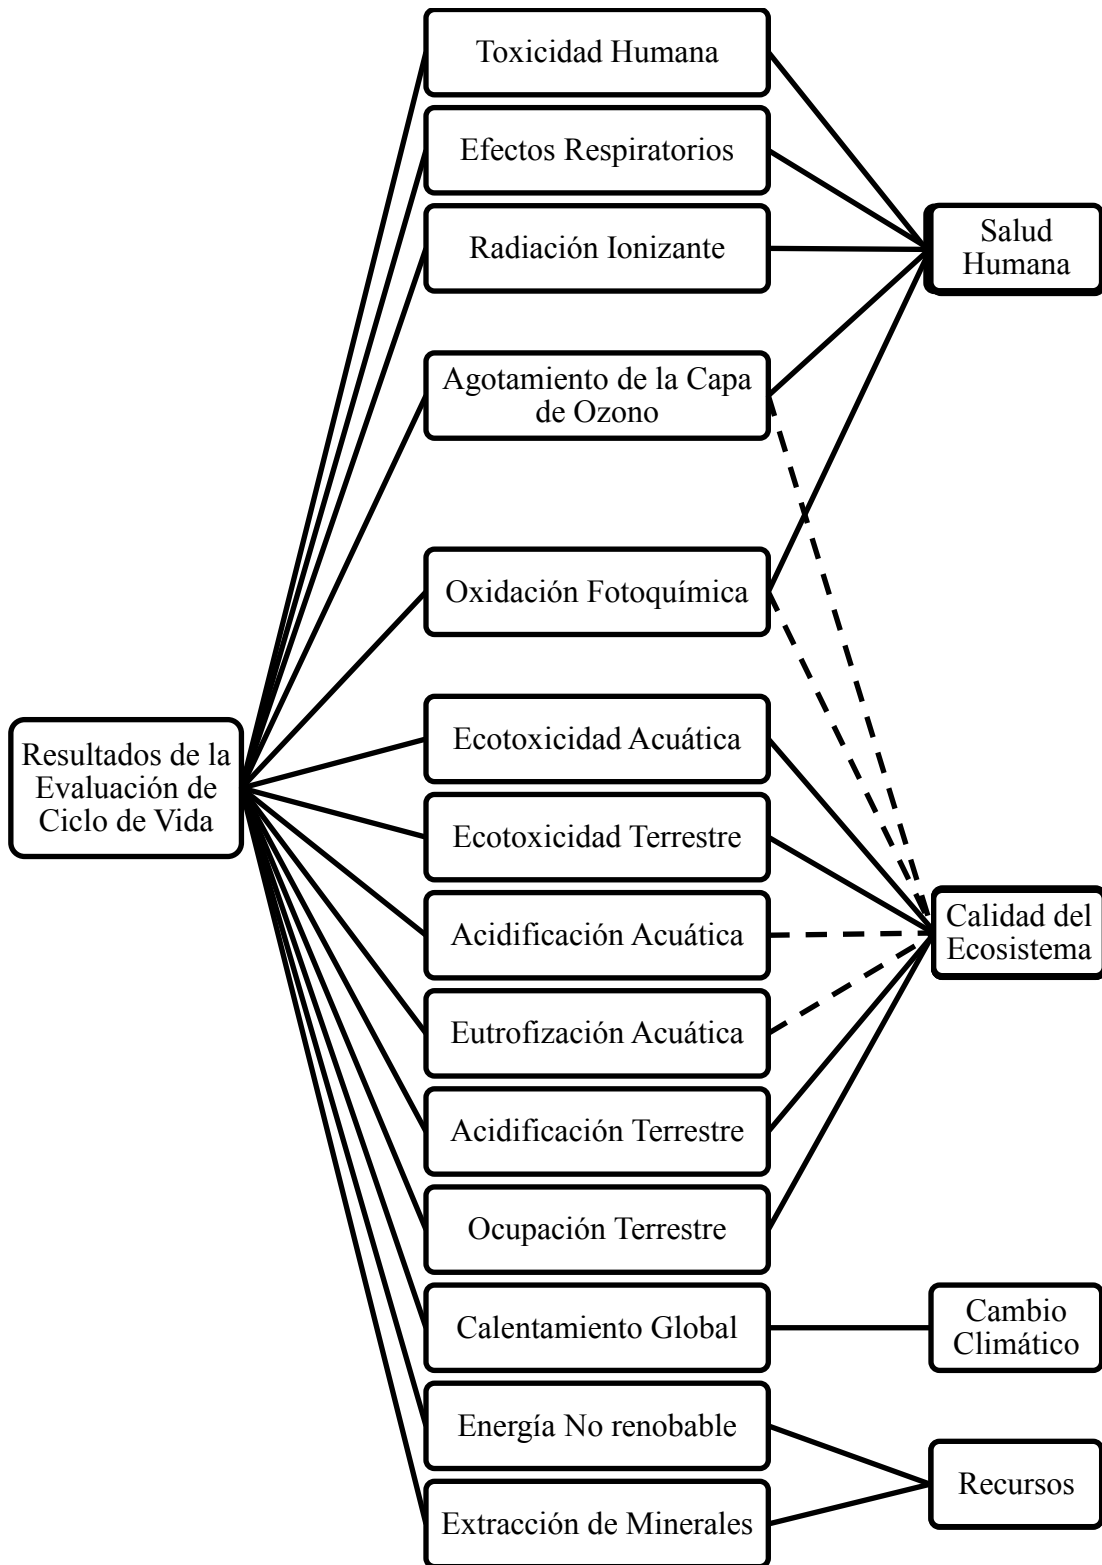 Toxicidad Humana
Efectos Respiratorios
Radiación Ionizante
Agotamiento de la Capa
de Ozono
Oxidación Fotoquímica
Resultados de la
Evaluación de
Ciclo de Vida
Ecotoxicidad Acuática
Ecotoxicidad Terrestre
Acidificación Acuática
Eutrofización Acuática
Acidificación Terrestre
Ocupación Terrestre
Calentamiento Global
Energía No renobable
Extracción de Minerales
Salud
Humana
Calidad del
Ecosistema
Cambio
Climático
Recursos